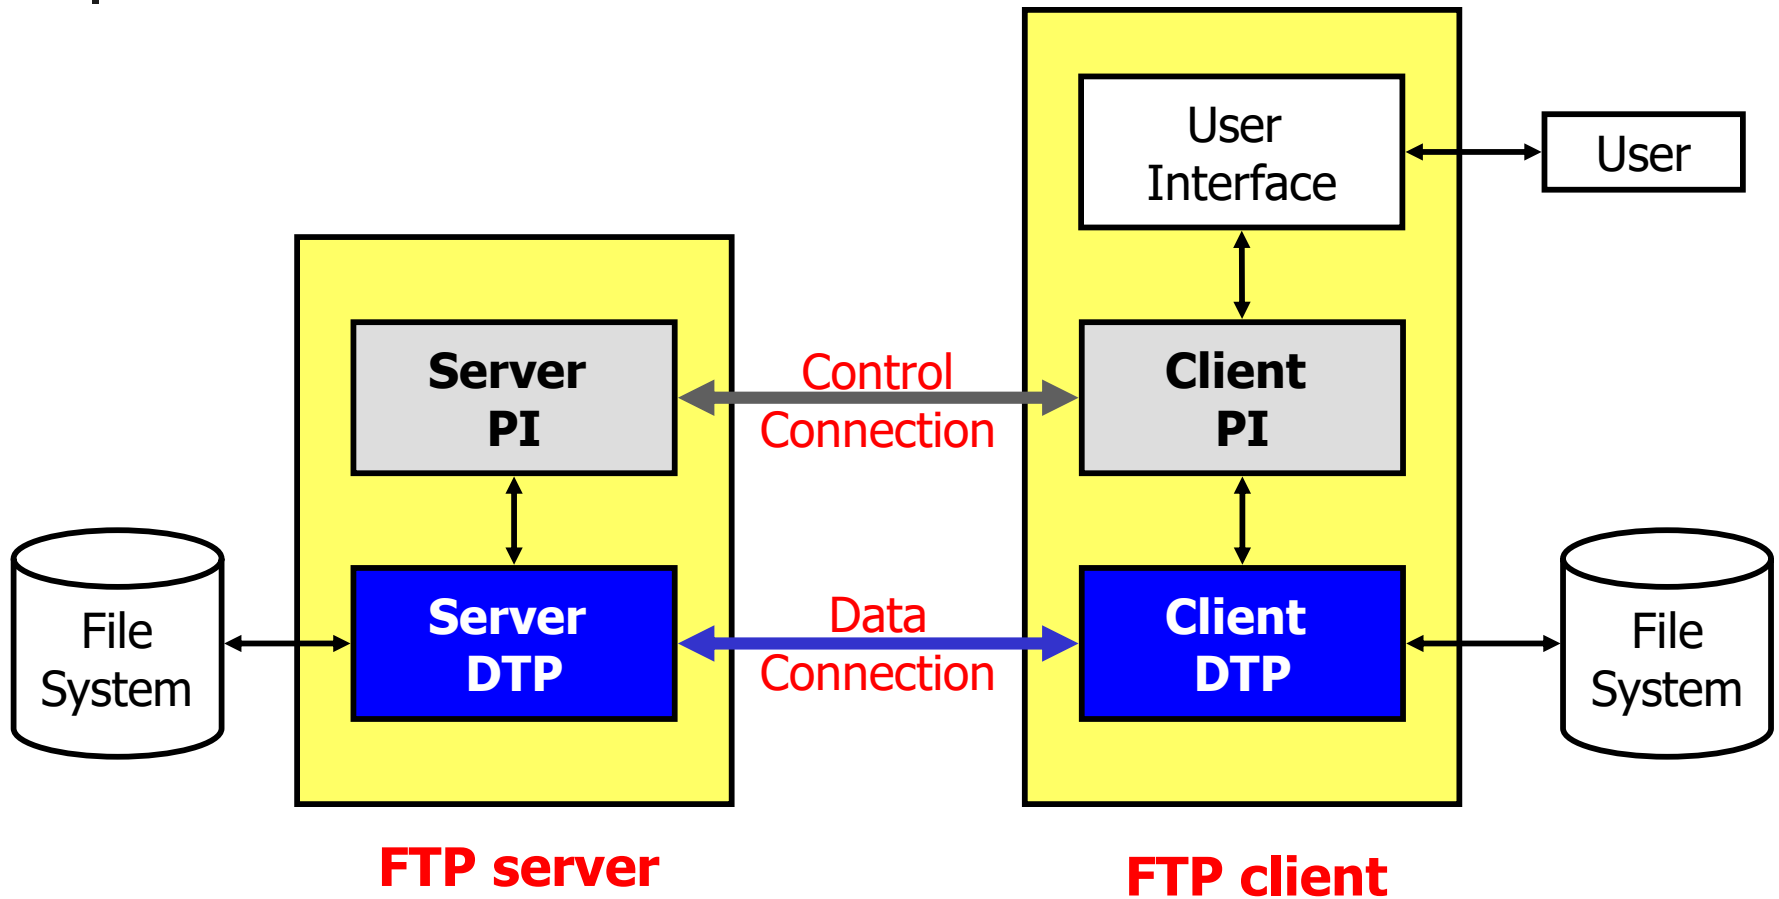 User
Interface
User
Server
PI
Control
Connection
Client
PI
File
System
Server
DTP
Data
Connection
Client
DTP
File
System
FTP server
FTP client